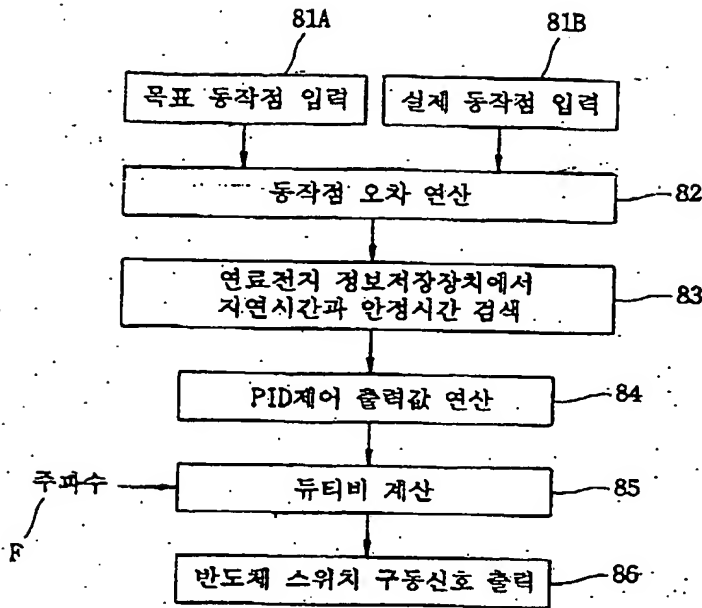 81A
81B
목표 동작점 입력
실제 동작점 입력
동작점 오차 연산
82
연료전지 정보저장장치에서
지연시간과 안정시간 검색
83
PID제어 출력값 연산
84
주파수
듀티비 계산
85
F
반도체 스위치 구동신호 출력
86